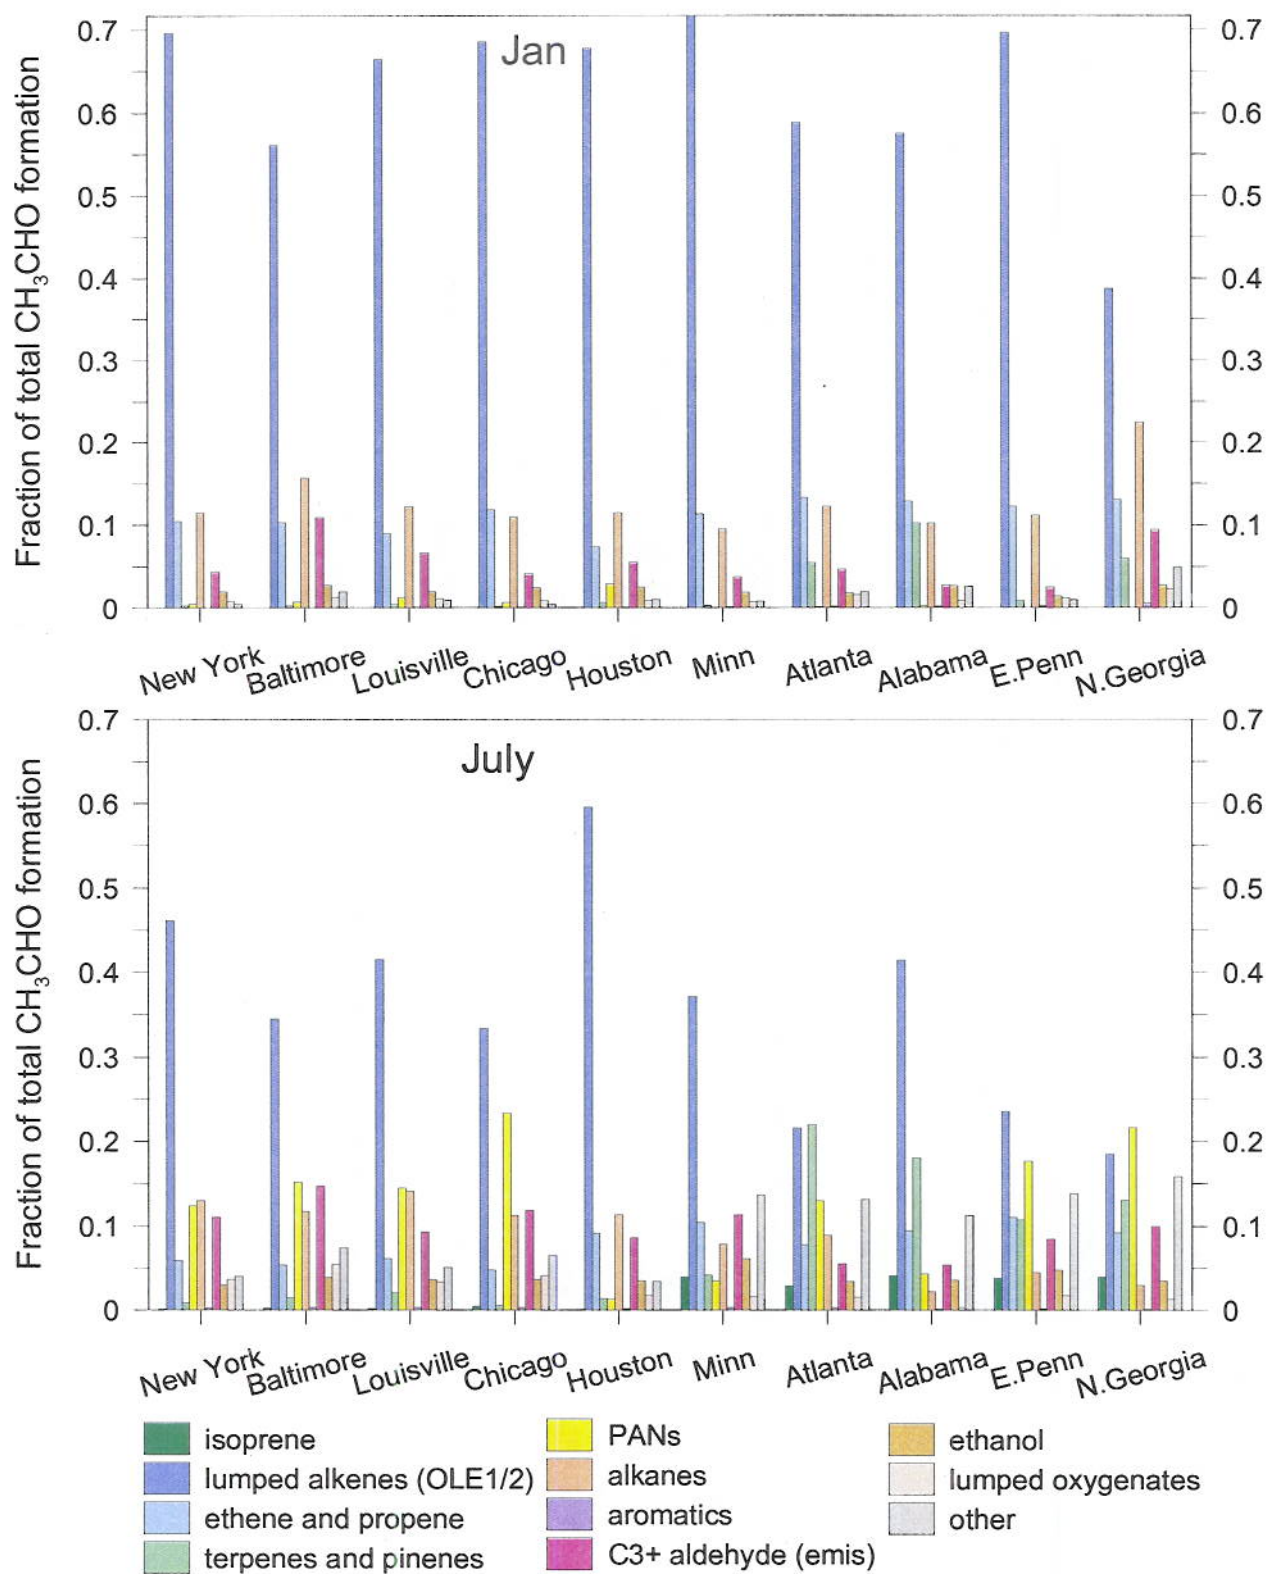 Jan
Fraction of total CH₃CHO formation
0.7 0.7
0.6 0.6
0.5 0.5
0.4 0.4
0.3 0.3
0.2 0.2
0.1 0.1
0 0
New York Baltimore Louisville Chicago Houston Minn Atlanta Alabama E.Penn N.Georgia
July
Fraction of total CH₃CHO formation
0.7 0.7
0.6 0.6
0.5 0.5
0.4 0.4
0.3 0.3
0.2 0.2
0.1 0.1
0 0
New York Baltimore Louisville Chicago Houston Minn Atlanta Alabama E.Penn N.Georgia
isoprene PANs ethanol
lumped alkenes (OLE1/2) alkanes lumped oxygenates
ethene and propene aromatics other
terpenes and pinenes C3+ aldehyde (emis)